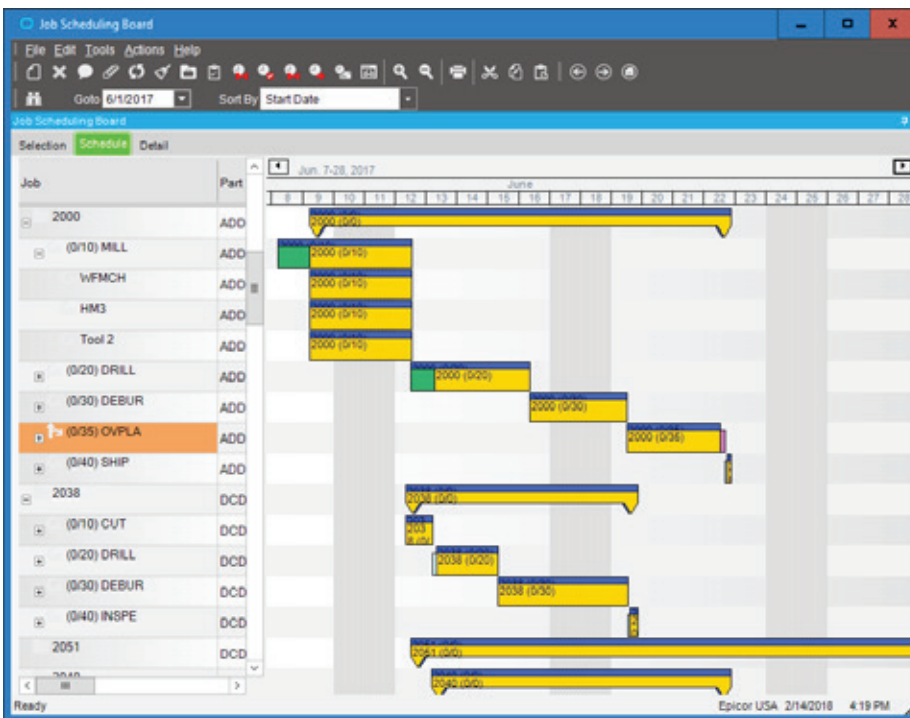 Job Scheduling Board
File Edit Tools Actions Help
Goto 6/1/2017 Sort By Start Date
Job Scheduling Board
Selection Schedule Detail
Jun. 7-28, 2017
Job Part June
8 9 10 11 12 13 14 15 16 17 18 19 20 21 22 23 24 25 26 27 28
2000 ADD 2000 (0/0)
(0/10) MILL ADD 2000 (0/10)
WFMCH ADD 2000 (0/10)
HM3 ADD 2000 (0/10)
Tool 2 ADD 2000 (0/10)
(0/20) DRILL ADD 2000 (0/20)
(0/30) DEBUR ADD 2000 (0/30)
(0/35) OVPLA ADD 2000 (0/35)
(0/40) SHIP ADD
2038 DCD 2038 (0/0)
(0/10) CUT DCD 203
(0/20) DRILL DCD 2038 (0/20)
(0/30) DEBUR DCD 2038 (0/30)
(0/40) INSPE DCD
2051 DCD 2051 (0/0)
2040 (0/0)
Ready Epicor USA 2/14/2018 4:19 PM